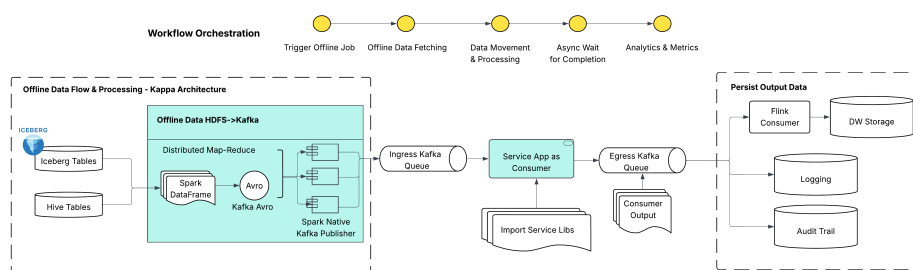 Workflow Orchestration
Trigger Offline Job
Offline Data Fetching
Data Movement
& Processing
Async Wait
for Completion
Analytics & Metrics
Offline Data Flow & Processing - Kappa Architecture
Offline Data HDFS->Kafka
Distributed Map-Reduce
ICEBERG
Iceberg Tables
Hive Tables
Spark
DataFrame
Avro
Kafka Avro
Spark Native
Kafka Publisher
Ingress Kafka
Queue
Service App as
Consumer
Import Service Libs
Egress Kafka
Queue
Consumer
Output
Persist Output Data
Flink
Consumer
DW Storage
Logging
Audit Trail